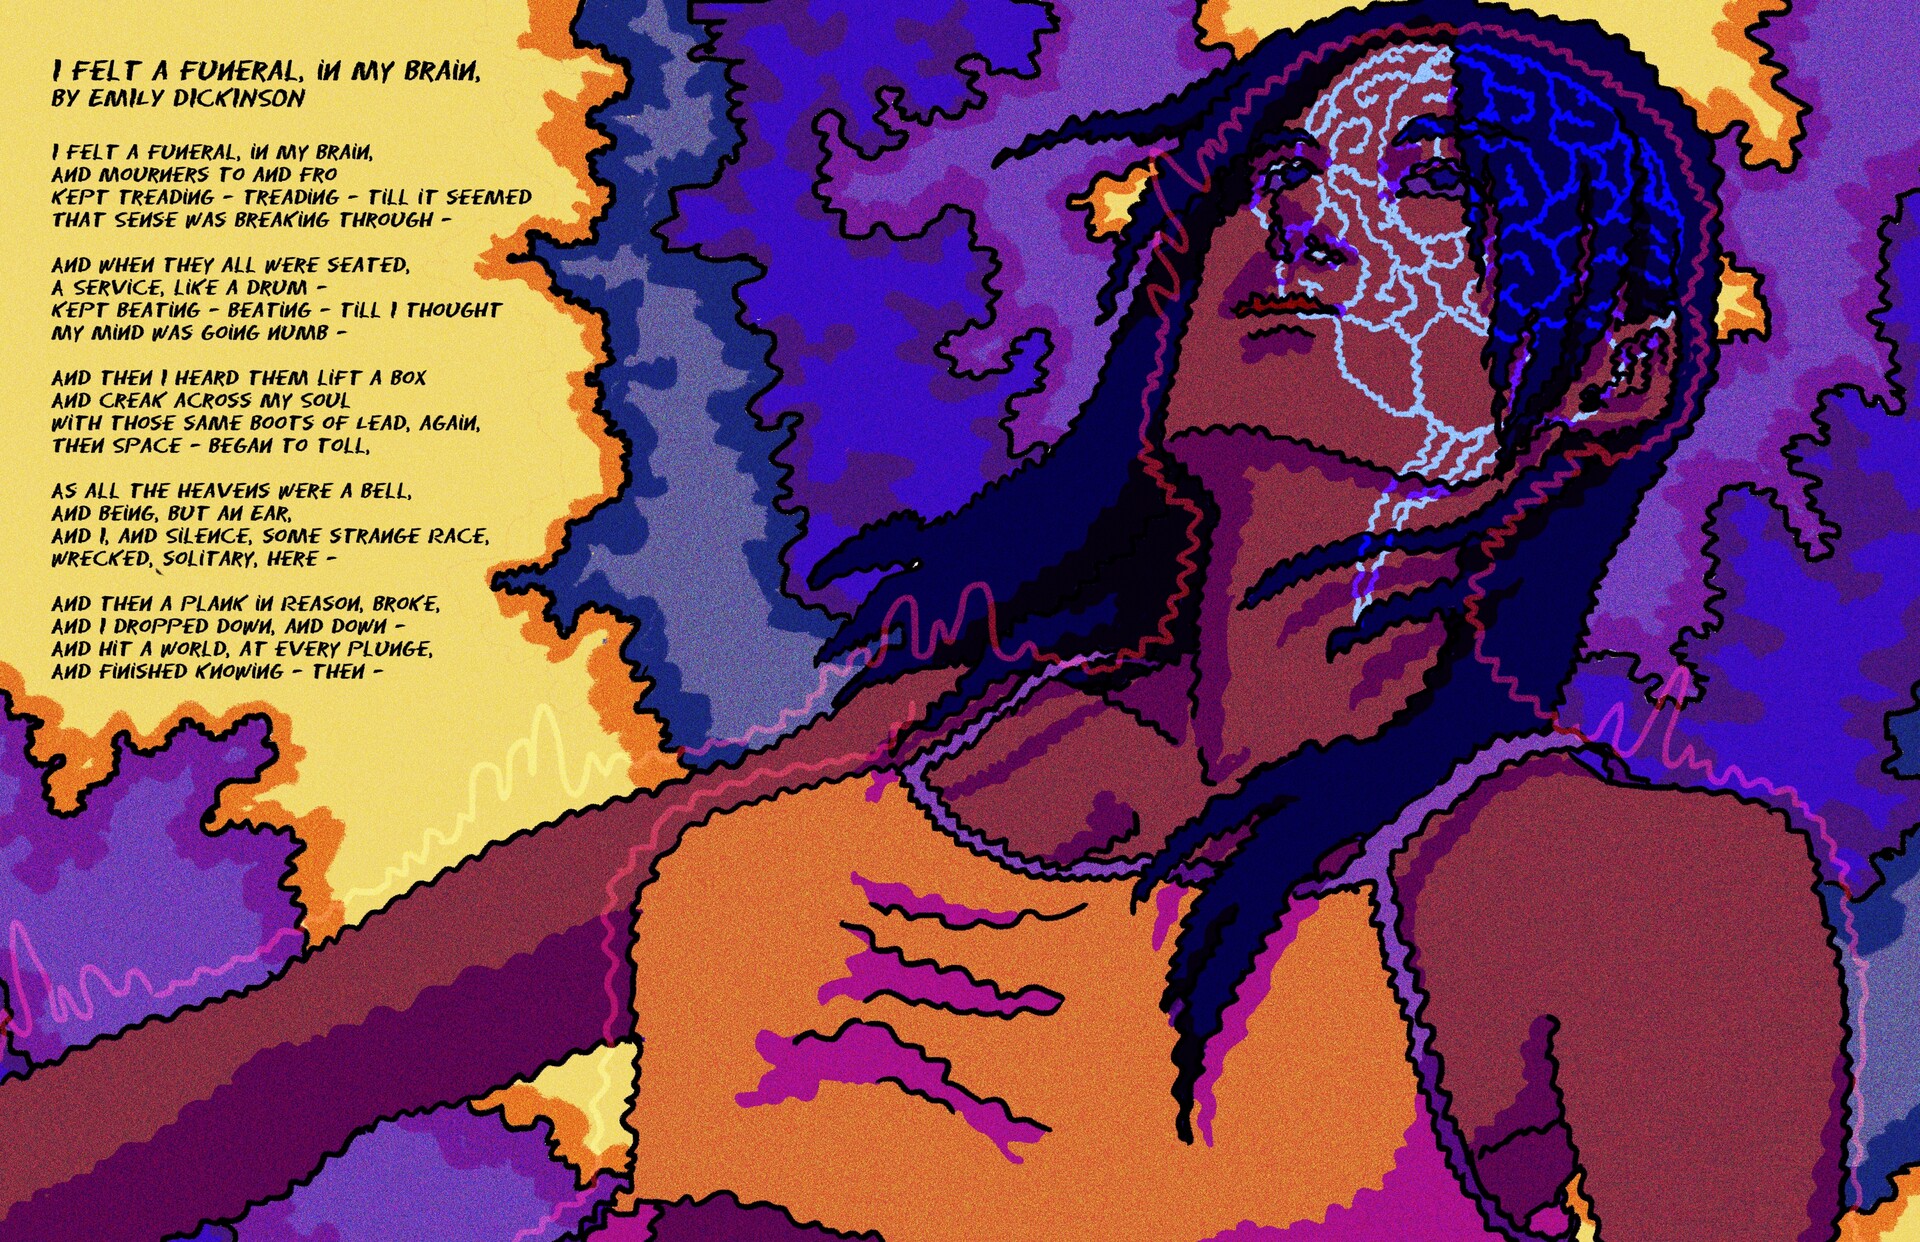 I FELT A FUNERAL, IN MY BRAIN,
BY EMILY DICKINSON
I FELT A FUNERAL, IN MY BRAIN,
AND MOURNERS TO AND FRO
KEPT TREADING - TREADING - TILL IT SEEMED
THAT SENSE WAS BREAKING THROUGH -
AND WHEN THEY ALL WERE SEATED,
A SERVICE, LIKE A DRUM -
KEPT BEATING - BEATING - TILL I THOUGHT
MY MIND WAS GOING NUMB -
AND THEN I HEARD THEM LIFT A BOX
AND CREAK ACROSS MY SOUL
WITH THOSE SAME BOOTS OF LEAD, AGAIN,
THEN SPACE - BEGAN TO TOLL,
AS ALL THE HEAVENS WERE A BELL,
AND BEING, BUT AN EAR,
AND I, AND SILENCE, SOME STRANGE RACE,
WRECKED, SOLITARY, HERE -
AND THEN A PLANK IN REASON, BROKE,
AND I DROPPED DOWN, AND DOWN -
AND HIT A WORLD, AT EVERY PLUNGE,
AND FINISHED KNOWING - THEN -